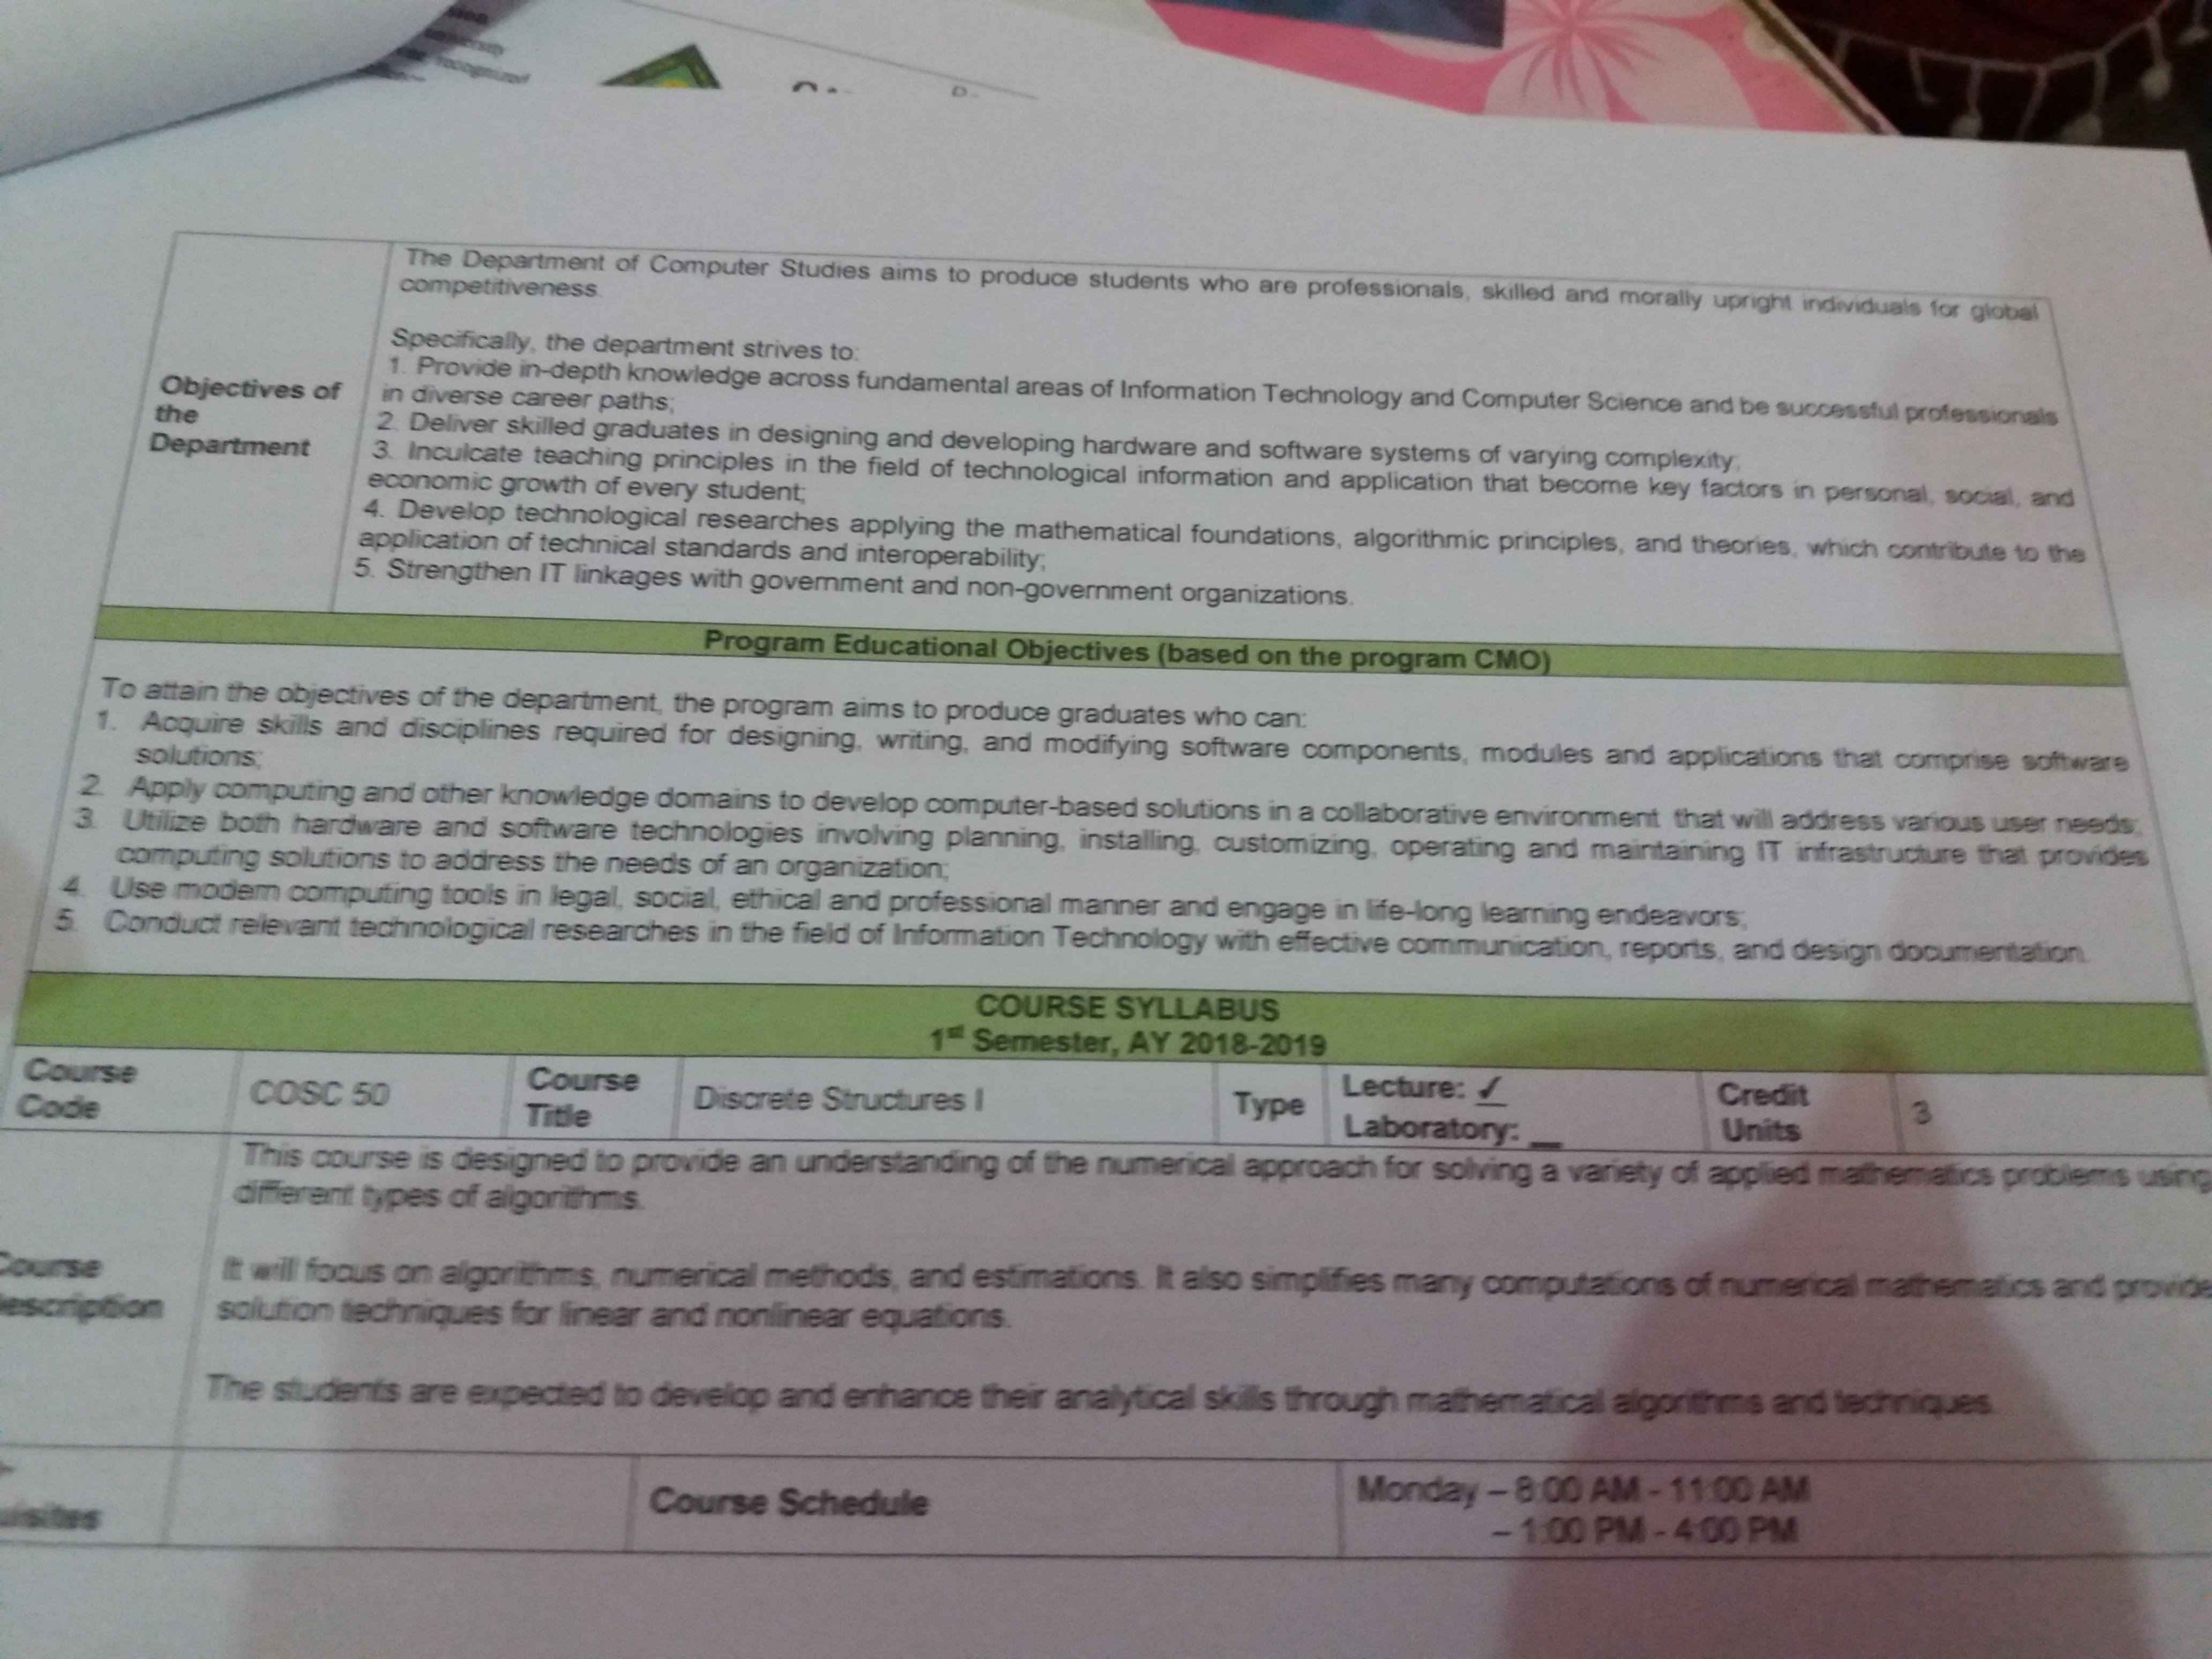 The Department of Computer Studies aims to produce students who are professionals, skilled and morally upright individuals for global
competitiveness.
Objectives of
the
Department
Specifically, the department strives to:
1. Provide in-depth knowledge across fundamental areas of Information Technology and Computer Science and be successful professionals
in diverse career paths;
2. Deliver skilled graduates in designing and developing hardware and software systems of varying complexity;
3. Inculcate teaching principles in the field of technological information and application that become key factors in personal, social, and
economic growth of every student;
4. Develop technological researches applying the mathematical foundations, algorithmic principles, and theories, which contribute to the
application of technical standards and interoperability;
5. Strengthen IT linkages with government and non-government organizations.
Program Educational Objectives (based on the program CMO)
To attain the objectives of the department, the program aims to produce graduates who can:
1. Acquire skills and disciplines required for designing, writing, and modifying software components, modules and applications that comprise software
solutions;
2. Apply computing and other knowledge domains to develop computer-based solutions in a collaborative environment that will address various user needs;
3. Utilize both hardware and software technologies involving planning, installing, customizing, operating and maintaining IT infrastructure that provides
computing solutions to address the needs of an organization;
4. Use modern computing tools in legal, social, ethical and professional manner and engage in life-long learning endeavors;
5. Conduct relevant technological researches in the field of Information Technology with effective communication, reports, and design documentation.
COURSE SYLLABUS
1st Semester, AY 2018-2019
Course
Code
COSC 50
Course
Title
Discrete Structures I
Type
Lecture: ✓
Laboratory: __
Credit
Units
3
Course
escription
This course is designed to provide an understanding of the numerical approach for solving a variety of applied mathematics problems using
different types of algorithms.
It will focus on algorithms, numerical methods, and estimations. It also simplifies many computations of numerical mathematics and provide
solution techniques for linear and nonlinear equations.
The students are expected to develop and enhance their analytical skills through mathematical algorithms and techniques.
uisites
Course Schedule
Monday – 8:00 AM - 11:00 AM
– 1:00 PM - 4:00 PM